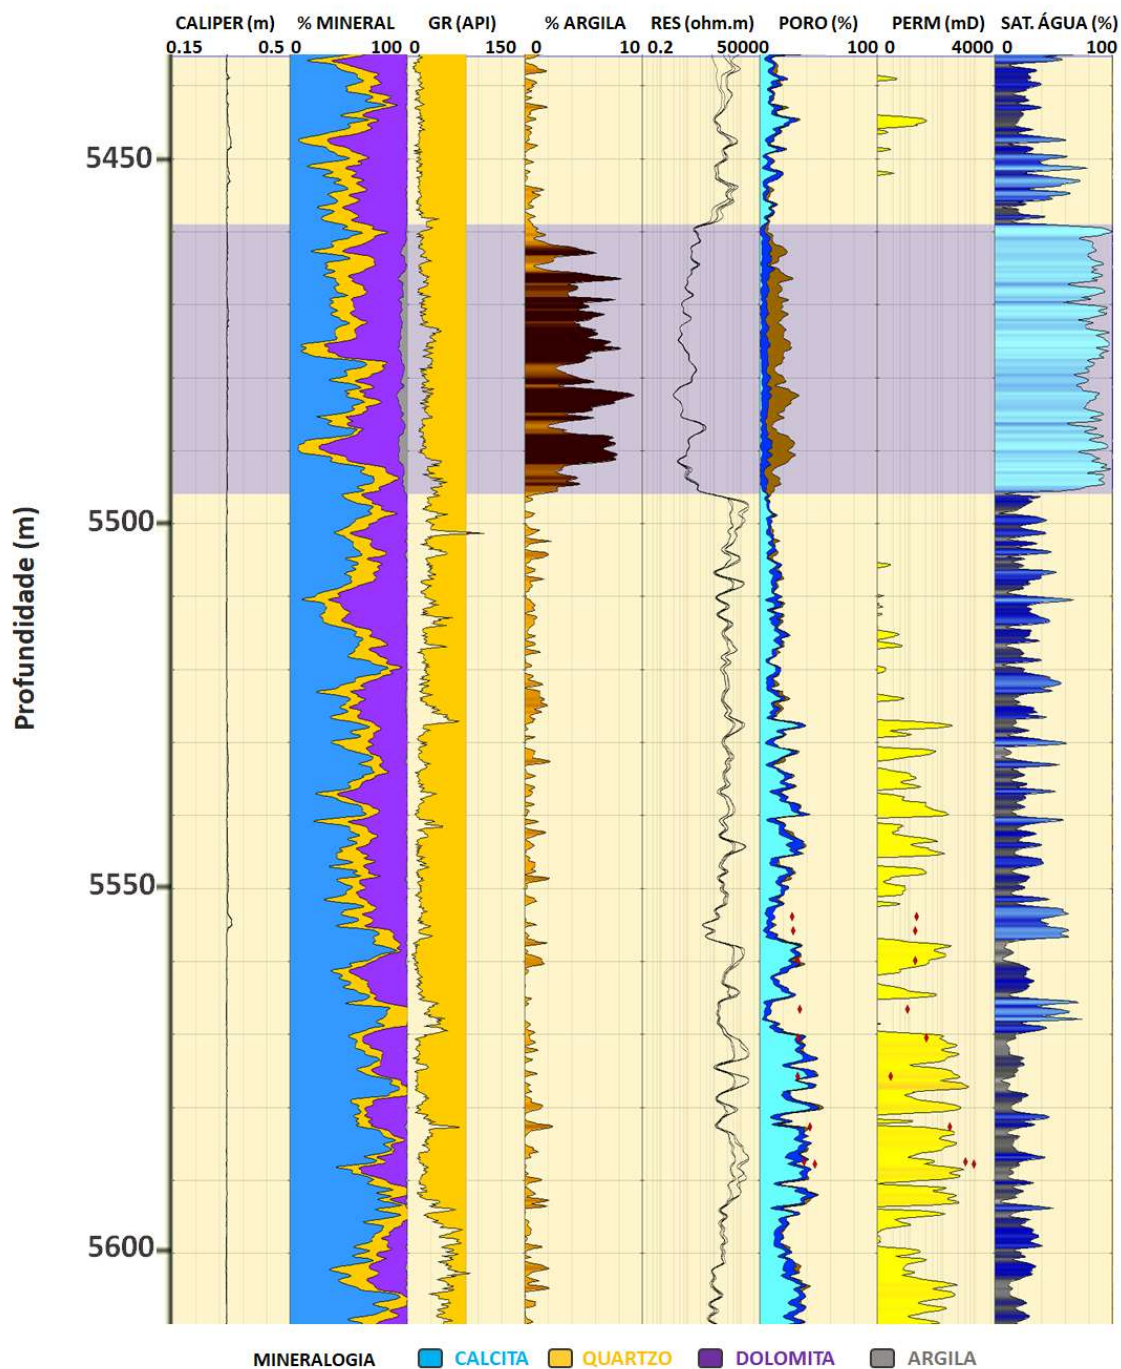 CALIPER (m) % MINERAL GR (API) % ARGILA RES (ohm.m) PORO (%) PERM (mD) SAT. ÁGUA (%)
0.15 0.5 0 100 0 150 0 10 0.2 50000 100 0 4000 0 100
5450
5500
Profundidade (m)
5550
5600
MINERALOGIA CALCITA QUARTZO DOLOMITA ARGILA